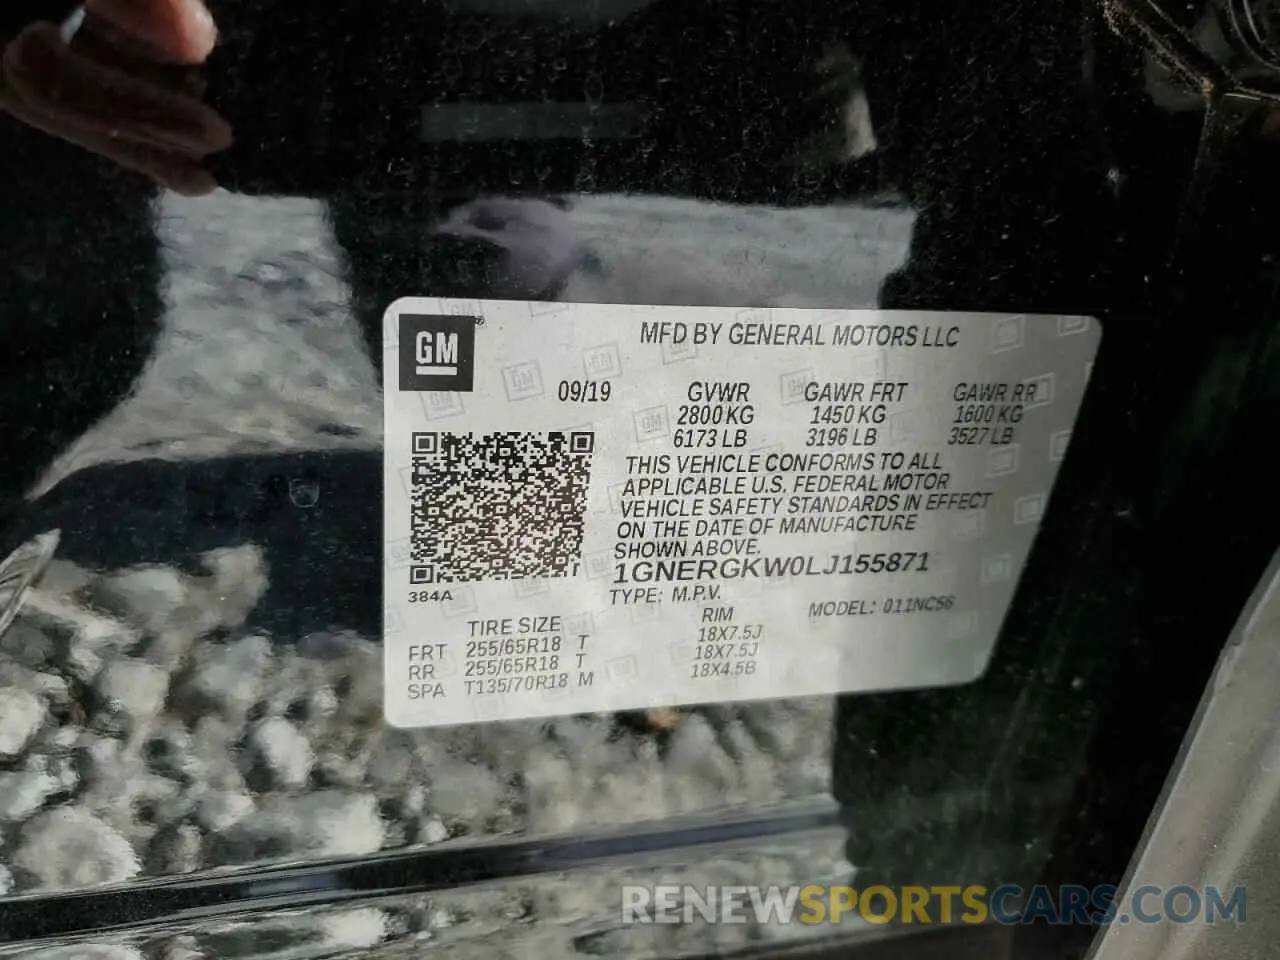 GM®
MFD BY GENERAL MOTORS LLC
09/19 GVWR GAWR FRT GAWR RR
2800 KG 1450 KG 1600 KG
6173 LB 3196 LB 3527 LB
THIS VEHICLE CONFORMS TO ALL
APPLICABLE U.S. FEDERAL MOTOR
VEHICLE SAFETY STANDARDS IN EFFECT
ON THE DATE OF MANUFACTURE
SHOWN ABOVE.
1GNERGKW0LJ155871
384A
TYPE: M.P.V. MODEL: 011NC56
TIRE SIZE RIM
FRT 255/65R18 T 18X7.5J
RR 255/65R18 T 18X7.5J
SPA T135/70R18 M 18X4.5B
RENEWSPORTSCARS.COM